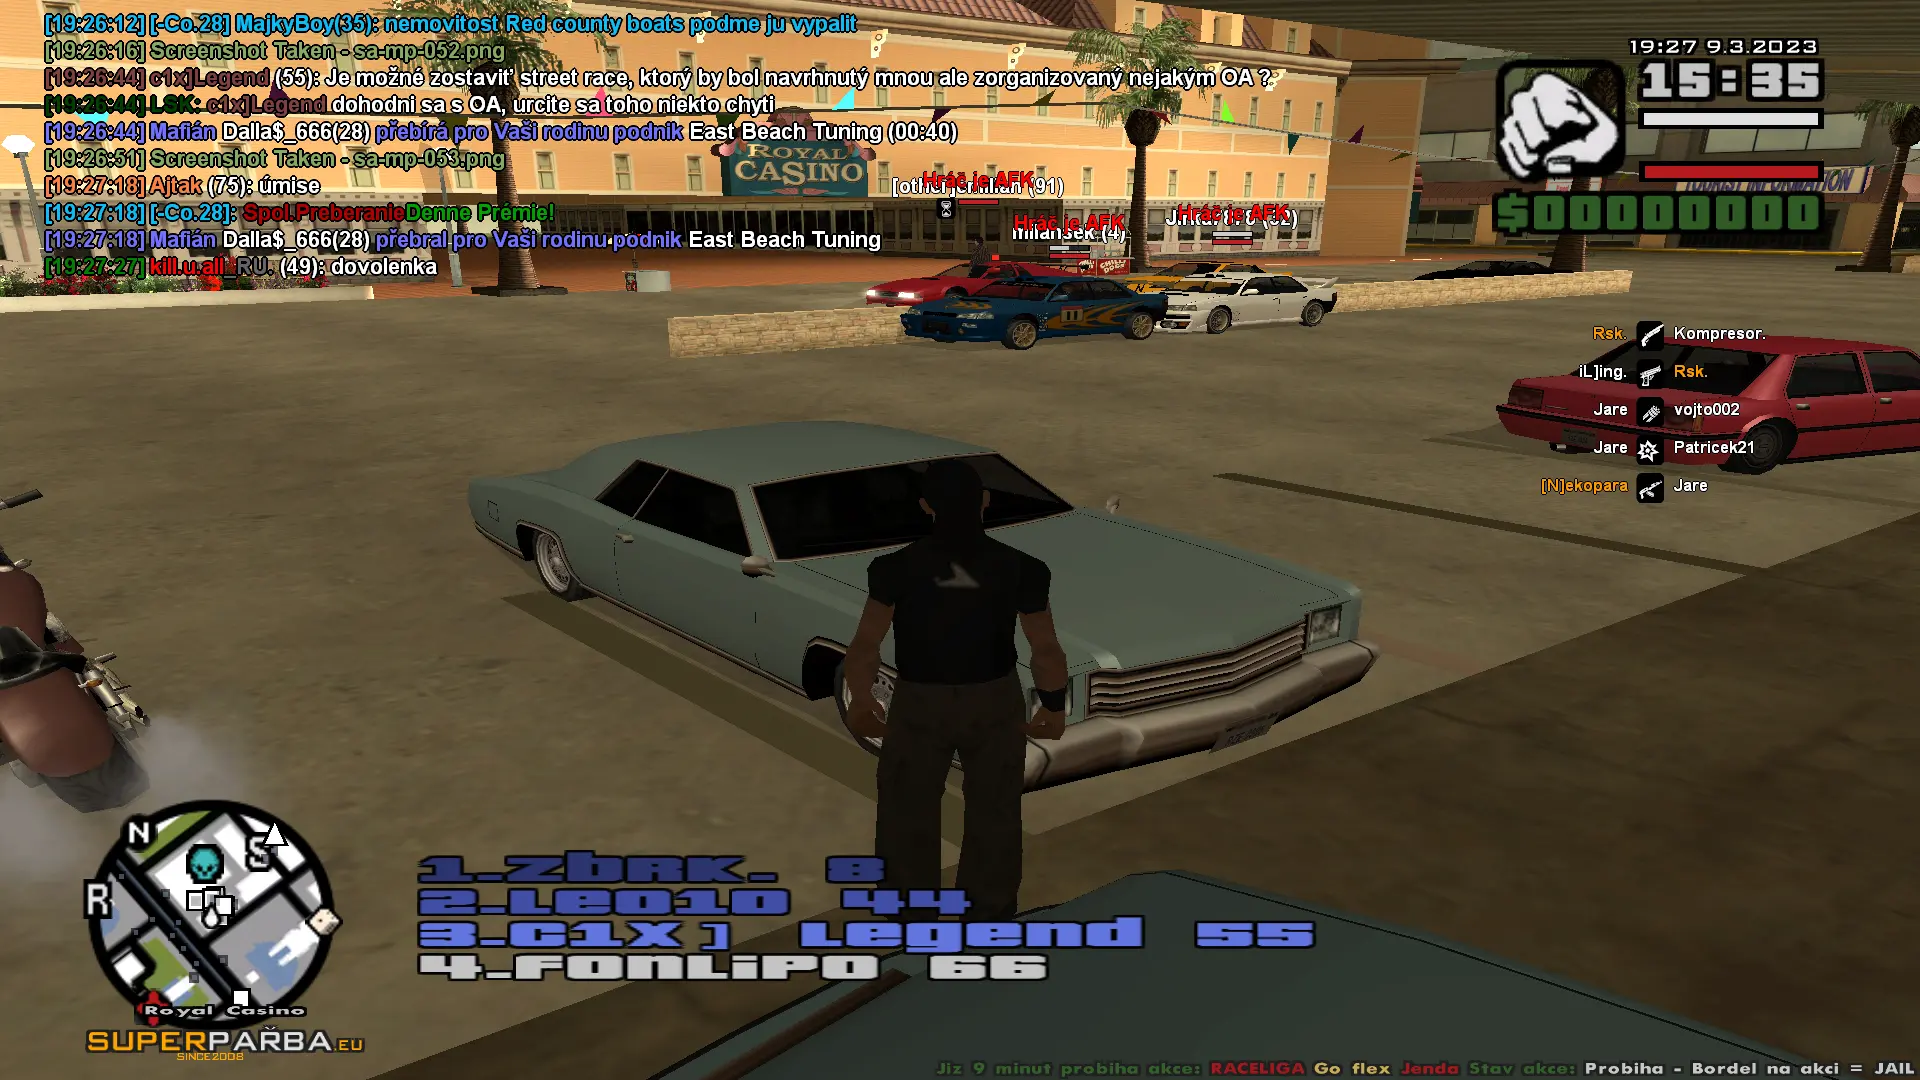 [19:26:12] [-Co.28] MajkyBoy(35): nemovitost Red county boats podme ju vypalit
[19:26:16] Screenshot Taken - sa-mp-052.png
[19:26:44] c1x]Legend (55): Je možné zostaviť street race, ktorý by bol navrhnutý mnou ale zorganizovaný nejakým OA ?
[19:26:44] LSK: c1x]Legend dohodni sa s OA, urcite sa toho niekto chyti
[19:26:44] Mafián Dalla$_666(28) přebírá pro Vaši rodinu podnik East Beach Tuning (00:40)
[19:26:51] Screenshot Taken - sa-mp-053.png
[19:27:18] Ajtak (75): úmise
[19:27:18] [-Co.28]: Spol.PreberanieDenne Prémie!
[19:27:18] Mafián Dalla$_666(28) přebral pro Vaši rodinu podnik East Beach Tuning
[19:27:27] kill.u.all_RU. (49): dovolenka
19:27 9.3.2023
15:35
$00000000
ROYAL
CASINO
Hráč je AFK
(91)
Hráč je AFK
(4)
Hráč je AFK
TOURIST INFORMATION
Rsk. Kompresor.
iL]ing. Rsk.
Jare vojto002
Jare Patricek21
[N]ekopara Jare
N
S
R
Royal Casino
SUPERPAŘBA.EU
SINCE2008
1.Zbrk. 8
2.Leo10 44
3.c1x] Legend 55
4.FONLIPO 66
Jiz 9 minut probiha akce: RACELIGA Go flex Jenda Stav akce: Probiha - Bordel na akci = JAIL